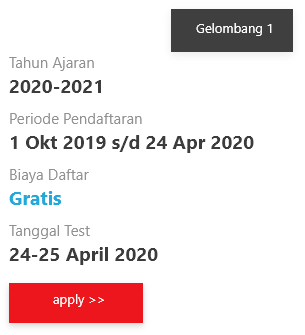 Gelombang 1
Tahun Ajaran
2020-2021
Periode Pendaftaran
1 Okt 2019 s/d 24 Apr 2020
Biaya Daftar
Gratis
Tanggal Test
24-25 April 2020
apply >>